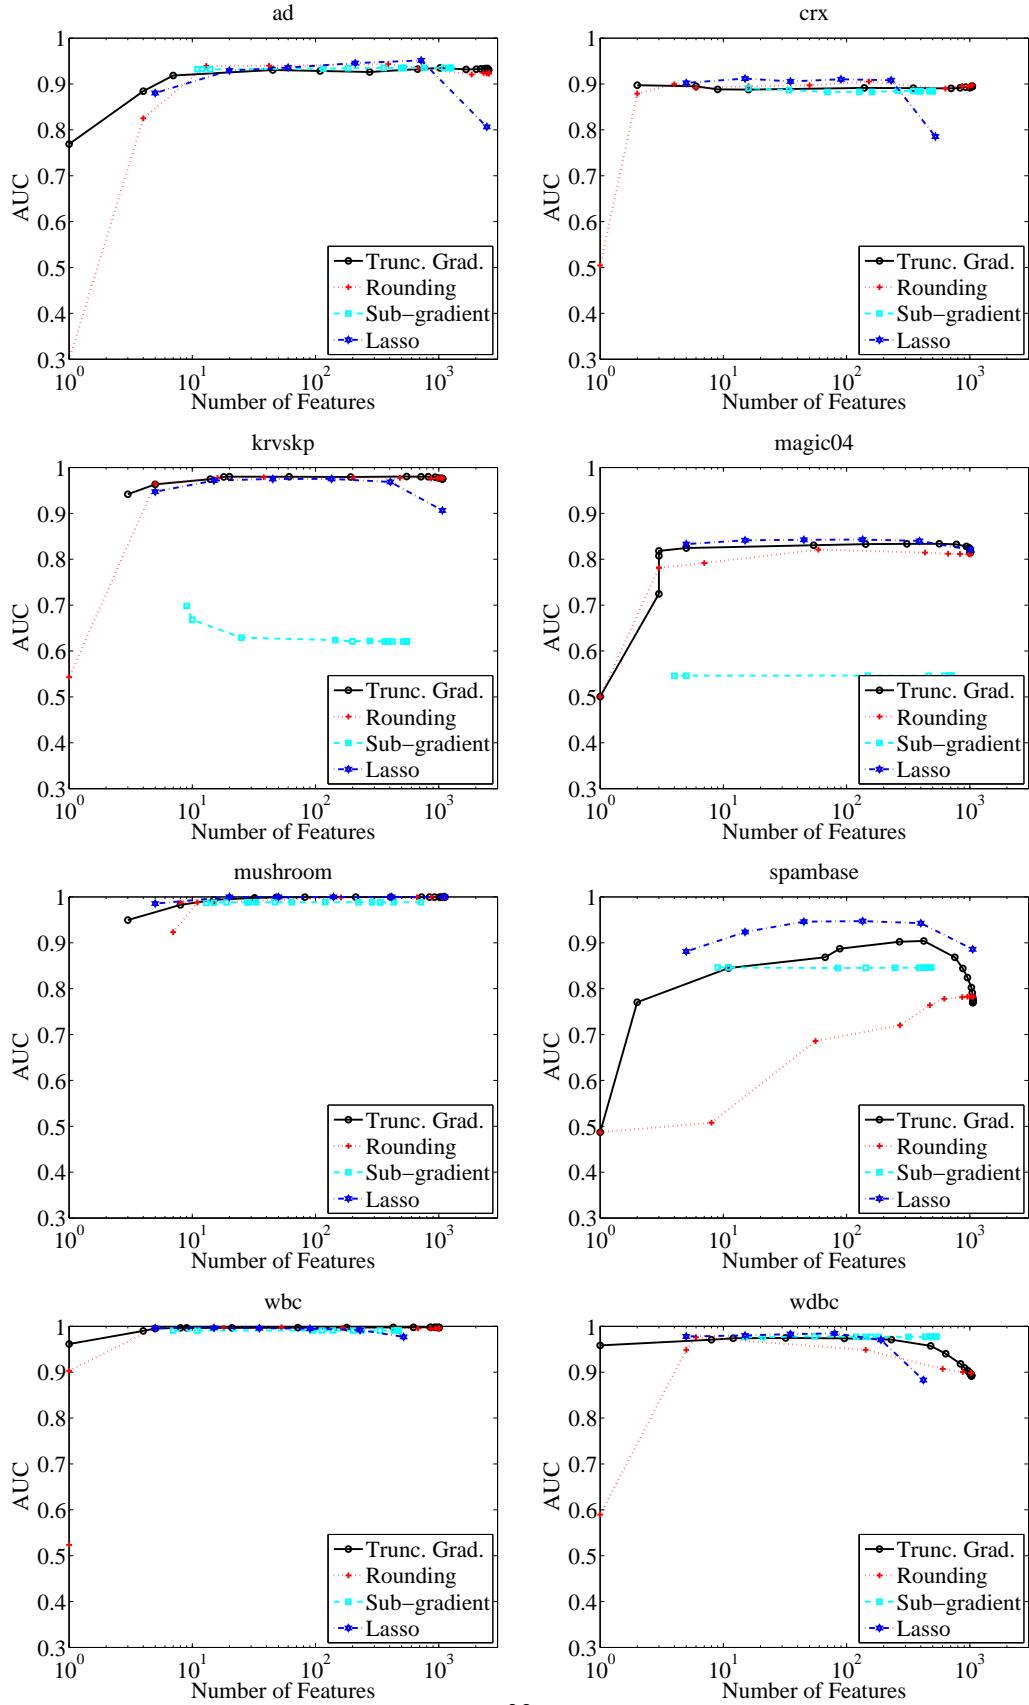 ad
1
0.9
0.8
0.7
0.6
0.5
0.4
0.3
AUC
10^0
10^1
10^2
10^3
Number of Features
Trunc. Grad.
Rounding
Sub−gradient
Lasso
crx
1
0.9
0.8
0.7
0.6
0.5
0.4
0.3
AUC
10^0
10^1
10^2
10^3
Number of Features
Trunc. Grad.
Rounding
Sub−gradient
Lasso
krvskp
1
0.9
0.8
0.7
0.6
0.5
0.4
0.3
AUC
10^0
10^1
10^2
10^3
Number of Features
Trunc. Grad.
Rounding
Sub−gradient
Lasso
magic04
1
0.9
0.8
0.7
0.6
0.5
0.4
0.3
AUC
10^0
10^1
10^2
10^3
Number of Features
Trunc. Grad.
Rounding
Sub−gradient
Lasso
mushroom
1
0.9
0.8
0.7
0.6
0.5
0.4
0.3
AUC
10^0
10^1
10^2
10^3
Number of Features
Trunc. Grad.
Rounding
Sub−gradient
Lasso
spambase
1
0.9
0.8
0.7
0.6
0.5
0.4
0.3
AUC
10^0
10^1
10^2
10^3
Number of Features
Trunc. Grad.
Rounding
Sub−gradient
Lasso
wbc
1
0.9
0.8
0.7
0.6
0.5
0.4
0.3
AUC
10^0
10^1
10^2
10^3
Number of Features
Trunc. Grad.
Rounding
Sub−gradient
Lasso
wdbc
1
0.9
0.8
0.7
0.6
0.5
0.4
0.3
AUC
10^0
10^1
10^2
10^3
Number of Features
Trunc. Grad.
Rounding
Sub−gradient
Lasso